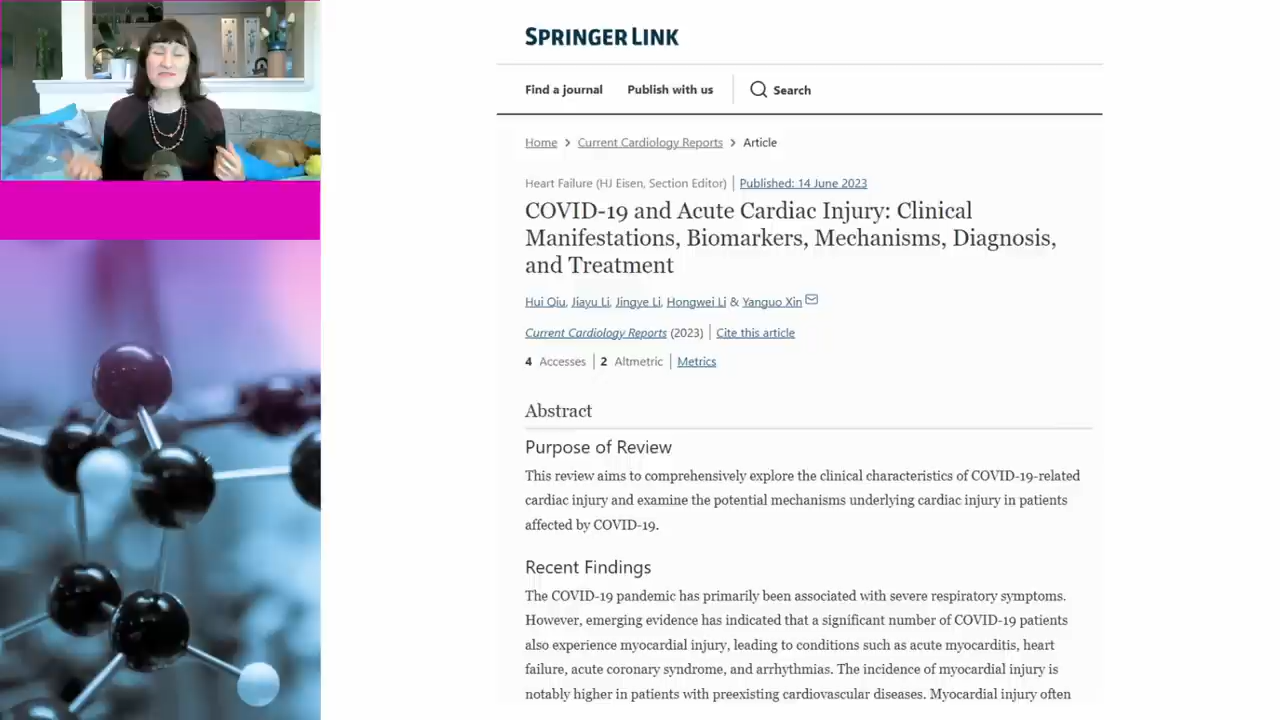 SPRINGER LINK
Find a journal Publish with us Search
Home > Current Cardiology Reports > Article
Heart Failure (HJ Eisen, Section Editor) | Published: 14 June 2023
COVID-19 and Acute Cardiac Injury: Clinical
Manifestations, Biomarkers, Mechanisms, Diagnosis,
and Treatment
Hui Qiu, Jiayu Li, Jingye Li, Hongwei Li & Yanguo Xin
Current Cardiology Reports (2023) | Cite this article
4 Accesses | 2 Altmetric | Metrics
Abstract
Purpose of Review
This review aims to comprehensively explore the clinical characteristics of COVID-19-related
cardiac injury and examine the potential mechanisms underlying cardiac injury in patients
affected by COVID-19.
Recent Findings
The COVID-19 pandemic has primarily been associated with severe respiratory symptoms.
However, emerging evidence has indicated that a significant number of COVID-19 patients
also experience myocardial injury, leading to conditions such as acute myocarditis, heart
failure, acute coronary syndrome, and arrhythmias. The incidence of myocardial injury is
notably higher in patients with preexisting cardiovascular diseases. Myocardial injury often